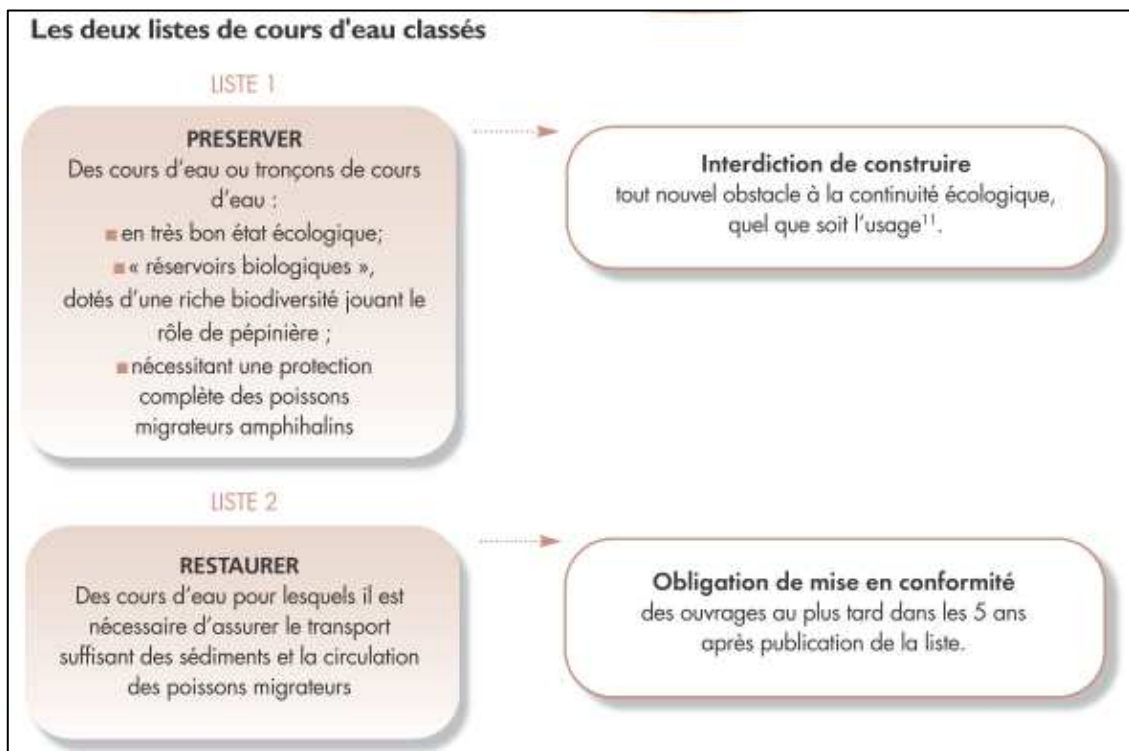 Les deux listes de cours d'eau classés
LISTE 1
PRESERVER
Des cours d'eau ou tronçons de cours
d'eau :
■ en très bon état écologique;
■ « réservoirs biologiques »,
dotés d'une riche biodiversité jouant le
rôle de pépinière ;
■ nécessitant une protection
complète des poissons
migrateurs amphihalins
Interdiction de construire
tout nouvel obstacle à la continuité écologique,
quel que soit l'usage¹¹.
LISTE 2
RESTAURER
Des cours d'eau pour lesquels il est
nécessaire d'assurer le transport
suffisant des sédiments et la circulation
des poissons migrateurs
Obligation de mise en conformité
des ouvrages au plus tard dans les 5 ans
après publication de la liste.